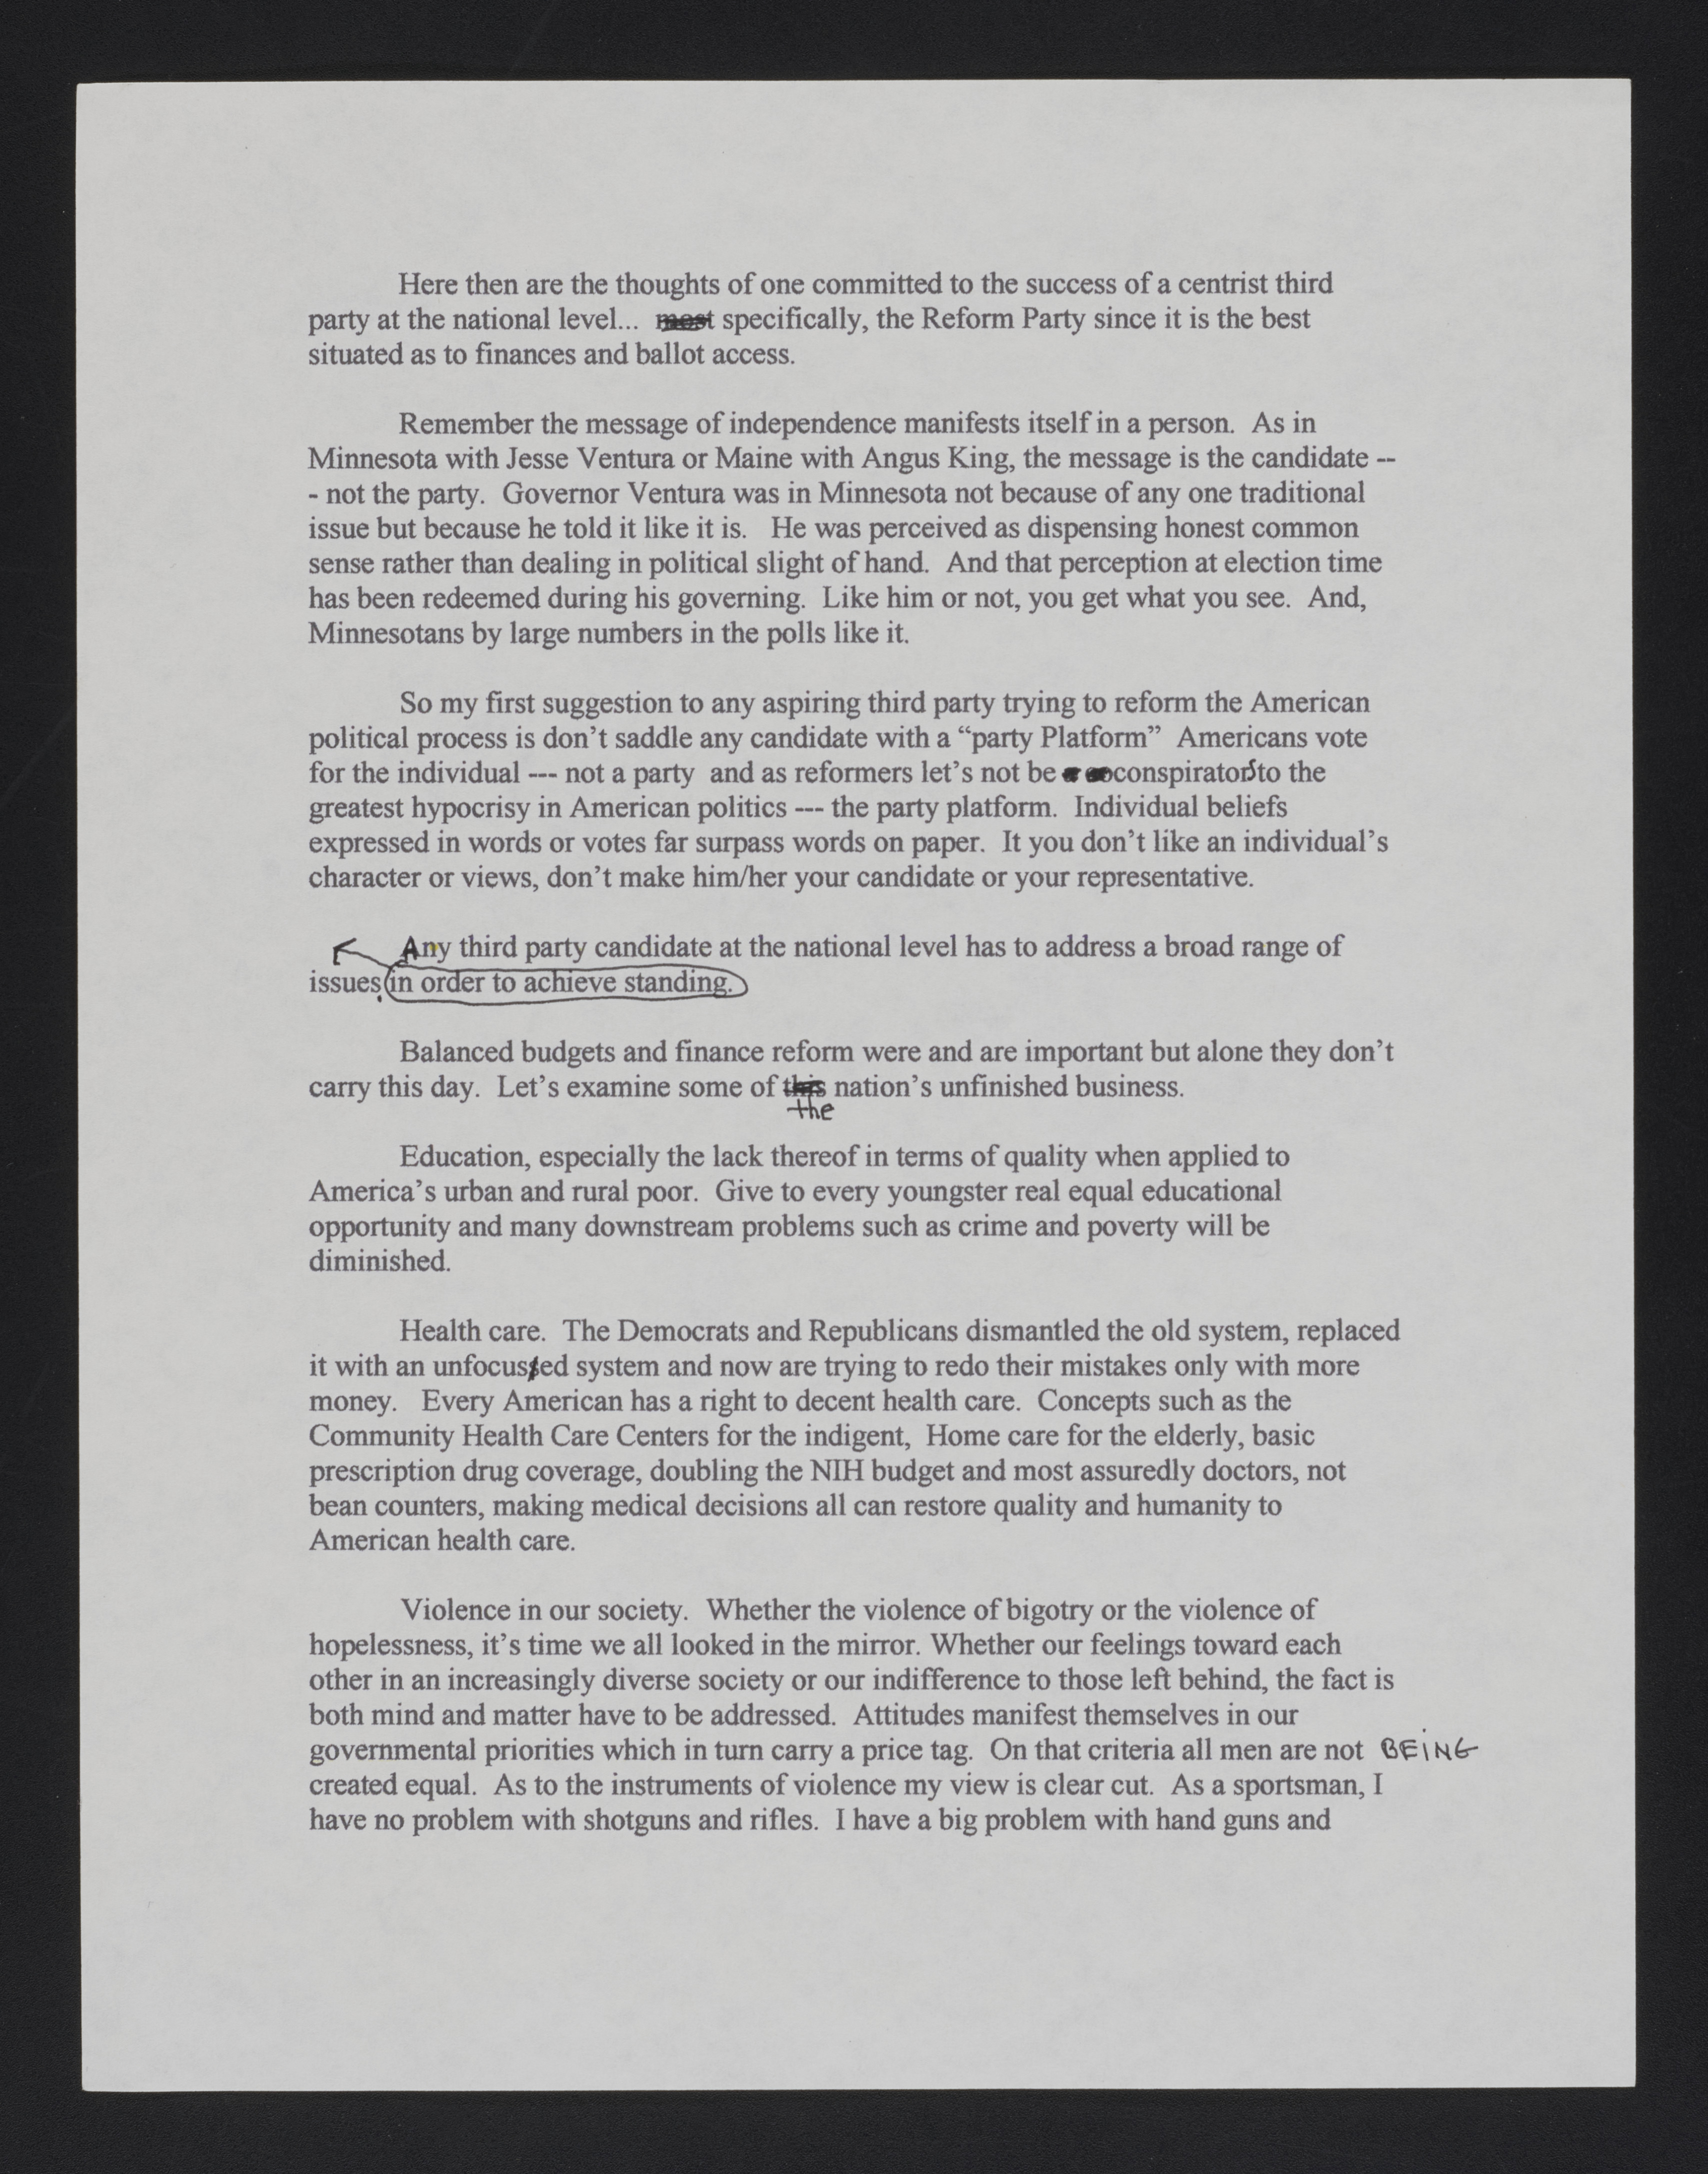 Here then are the thoughts of one committed to the success of a centrist third
party at the national level... most specifically, the Reform Party since it is the best
situated as to finances and ballot access.
Remember the message of independence manifests itself in a person. As in
Minnesota with Jesse Ventura or Maine with Angus King, the message is the candidate --
- not the party. Governor Ventura was in Minnesota not because of any one traditional
issue but because he told it like it is. He was perceived as dispensing honest common
sense rather than dealing in political slight of hand. And that perception at election time
has been redeemed during his governing. Like him or not, you get what you see. And,
Minnesotans by large numbers in the polls like it.
So my first suggestion to any aspiring third party trying to reform the American
political process is don't saddle any candidate with a “party Platform” Americans vote
for the individual --- not a party and as reformers let's not be conspirators to the
greatest hypocrisy in American politics --- the party platform. Individual beliefs
expressed in words or votes far surpass words on paper. It you don't like an individual's
character or views, don't make him/her your candidate or your representative.
Any third party candidate at the national level has to address a broad range of
issues. in order to achieve standing.
Balanced budgets and finance reform were and are important but alone they don't
carry this day. Let's examine some of this nation's unfinished business.
the
Education, especially the lack thereof in terms of quality when applied to
America's urban and rural poor. Give to every youngster real equal educational
opportunity and many downstream problems such as crime and poverty will be
diminished.
Health care. The Democrats and Republicans dismantled the old system, replaced
it with an unfocussed system and now are trying to redo their mistakes only with more
money. Every American has a right to decent health care. Concepts such as the
Community Health Care Centers for the indigent, Home care for the elderly, basic
prescription drug coverage, doubling the NIH budget and most assuredly doctors, not
bean counters, making medical decisions all can restore quality and humanity to
American health care.
Violence in our society. Whether the violence of bigotry or the violence of
hopelessness, it's time we all looked in the mirror. Whether our feelings toward each
other in an increasingly diverse society or our indifference to those left behind, the fact is
both mind and matter have to be addressed. Attitudes manifest themselves in our
governmental priorities which in turn carry a price tag. On that criteria all men are not BEING
created equal. As to the instruments of violence my view is clear cut. As a sportsman, I
have no problem with shotguns and rifles. I have a big problem with hand guns and